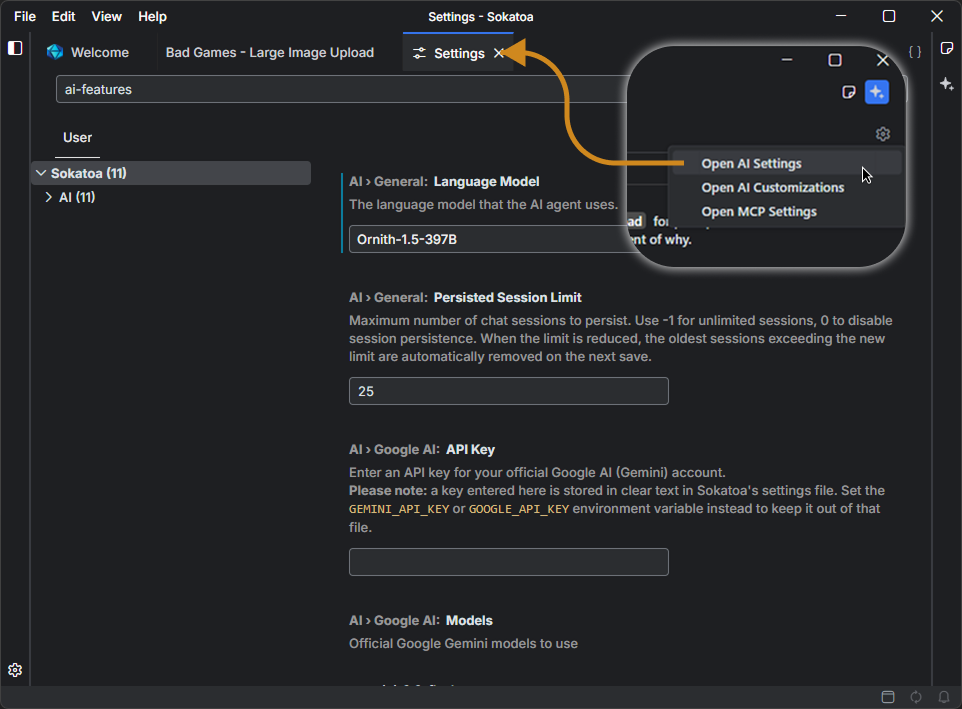 File Edit View Help
Settings - Sokatoa
Welcome
Bad Games - Large Image Upload
Settings
{ }
ai-features
User
Sokatoa (11)
AI (11)
Open AI Settings
Open AI Customizations
Open MCP Settings
ad for
nt of why.
AI › General: Language Model
The language model that the AI agent uses.
Ornith-1.5-397B
AI › General: Persisted Session Limit
Maximum number of chat sessions to persist. Use -1 for unlimited sessions, 0 to disable
session persistence. When the limit is reduced, the oldest sessions exceeding the new
limit are automatically removed on the next save.
25
AI › Google AI: API Key
Enter an API key for your official Google AI (Gemini) account.
Please note: a key entered here is stored in clear text in Sokatoa's settings file. Set the
GEMINI_API_KEY or GOOGLE_API_KEY environment variable instead to keep it out of that
file.
AI › Google AI: Models
Official Google Gemini models to use